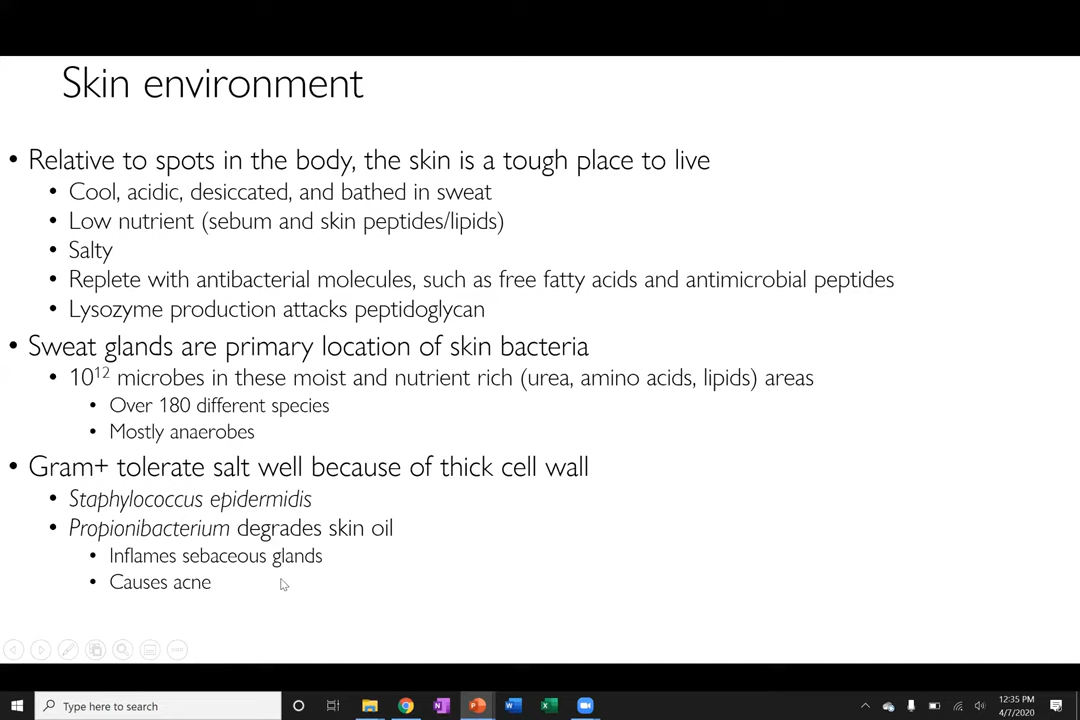 Skin environment
• Relative to spots in the body, the skin is a tough place to live
• Cool, acidic, desiccated, and bathed in sweat
• Low nutrient (sebum and skin peptides/lipids)
• Salty
• Replete with antibacterial molecules, such as free fatty acids and antimicrobial peptides
• Lysozyme production attacks peptidoglycan
• Sweat glands are primary location of skin bacteria
• 10¹² microbes in these moist and nutrient rich (urea, amino acids, lipids) areas
• Over 180 different species
• Mostly anaerobes
• Gram+ tolerate salt well because of thick cell wall
• Staphylococcus epidermidis
• Propionibacterium degrades skin oil
• Inflames sebaceous glands
• Causes acne
Type here to search
12:35 PM
4/7/2020